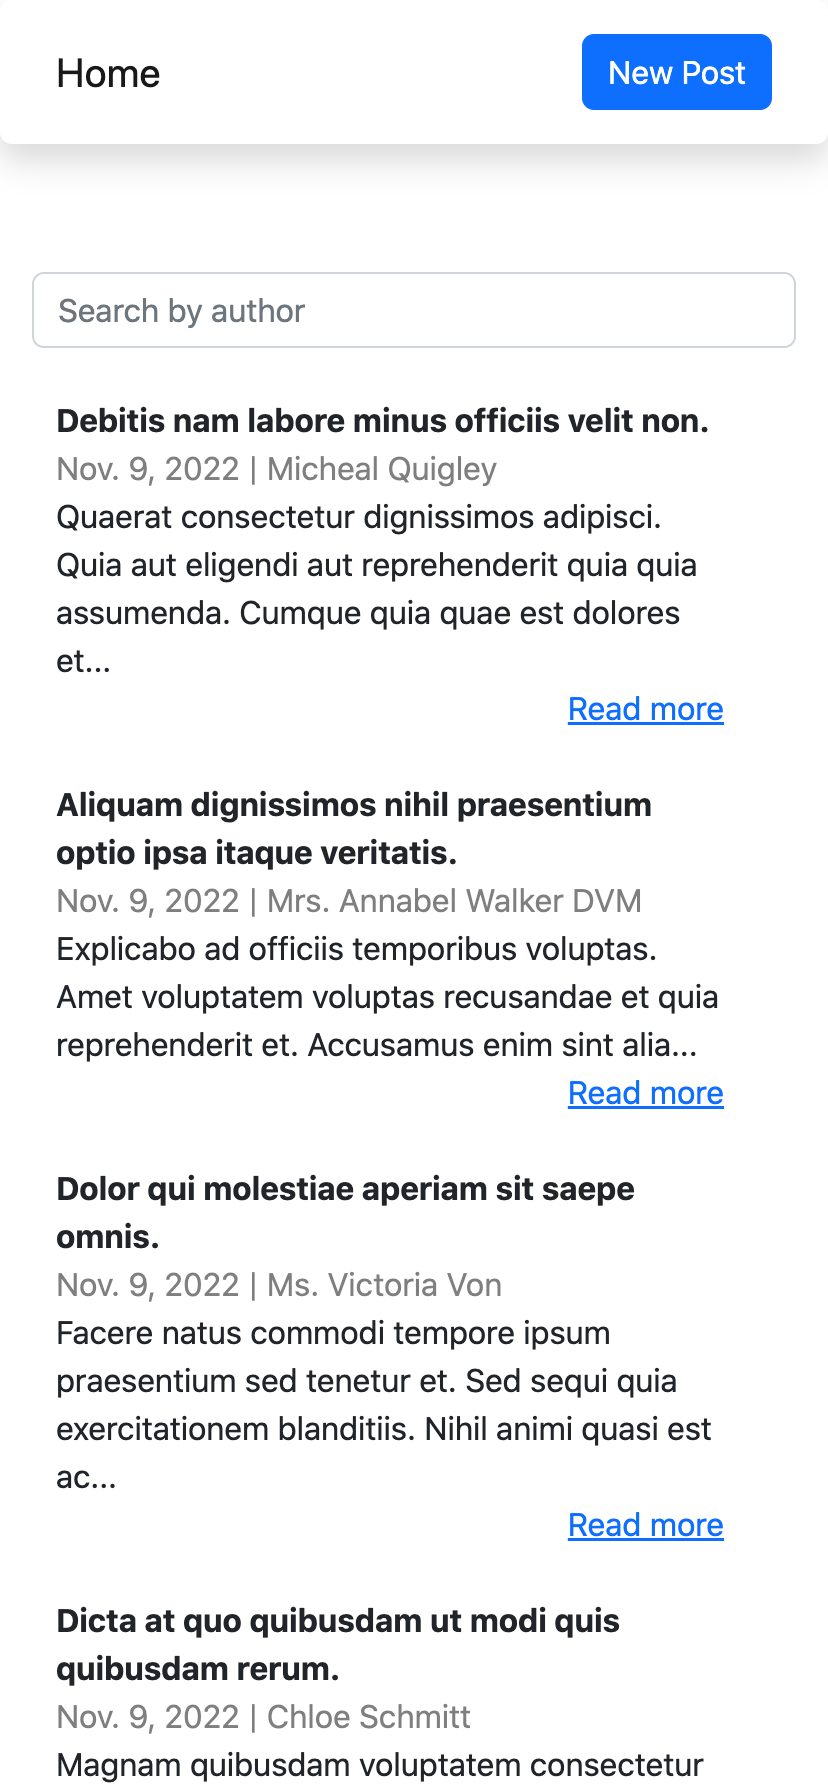 Home
New Post
Search by author
Debitis nam labore minus officiis velit non.
Nov. 9, 2022 | Micheal Quigley
Quaerat consectetur dignissimos adipisci.
Quia aut eligendi aut reprehenderit quia quia
assumenda. Cumque quia quae est dolores
et...
Read more
Aliquam dignissimos nihil praesentium
optio ipsa itaque veritatis.
Nov. 9, 2022 | Mrs. Annabel Walker DVM
Explicabo ad officiis temporibus voluptas.
Amet voluptatem voluptas recusandae et quia
reprehenderit et. Accusamus enim sint alia...
Read more
Dolor qui molestiae aperiam sit saepe
omnis.
Nov. 9, 2022 | Ms. Victoria Von
Facere natus commodi tempore ipsum
praesentium sed tenetur et. Sed sequi quia
exercitationem blanditiis. Nihil animi quasi est
ac...
Read more
Dicta at quo quibusdam ut modi quis
quibusdam rerum.
Nov. 9, 2022 | Chloe Schmitt
Magnam quibusdam voluptatem consectetur